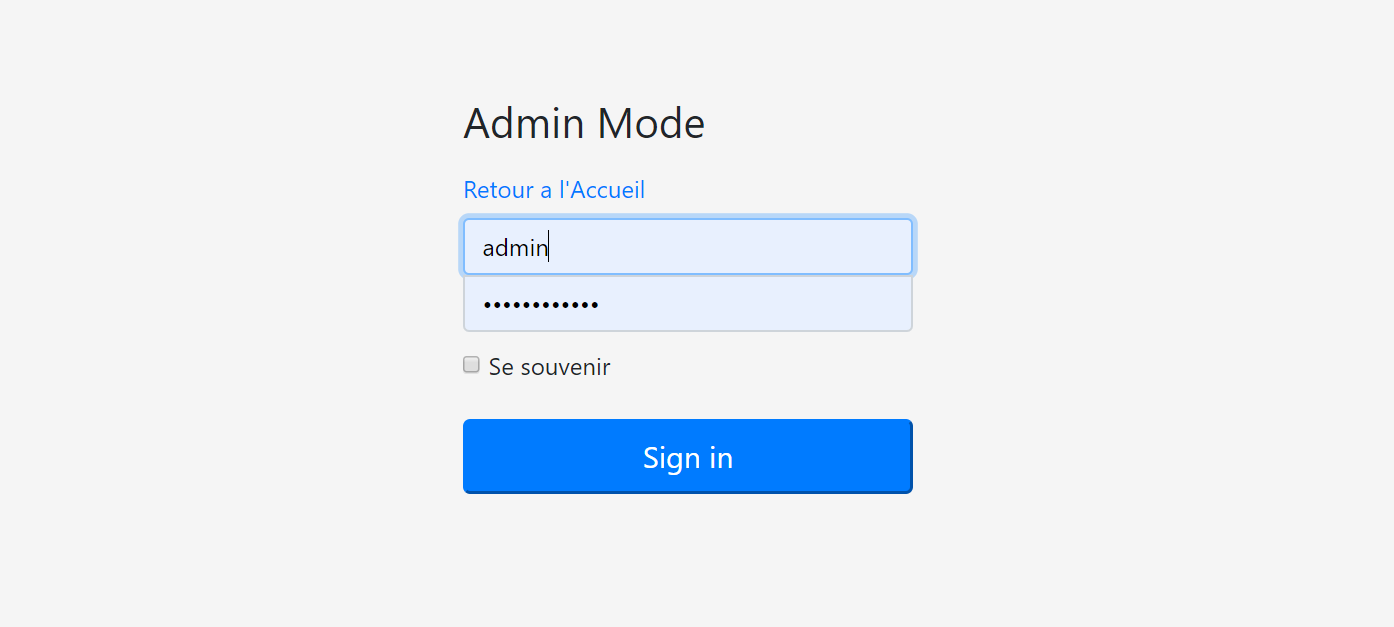 Admin Mode
Retour a l'Accueil
admin
••••••••••••
Se souvenir
Sign in